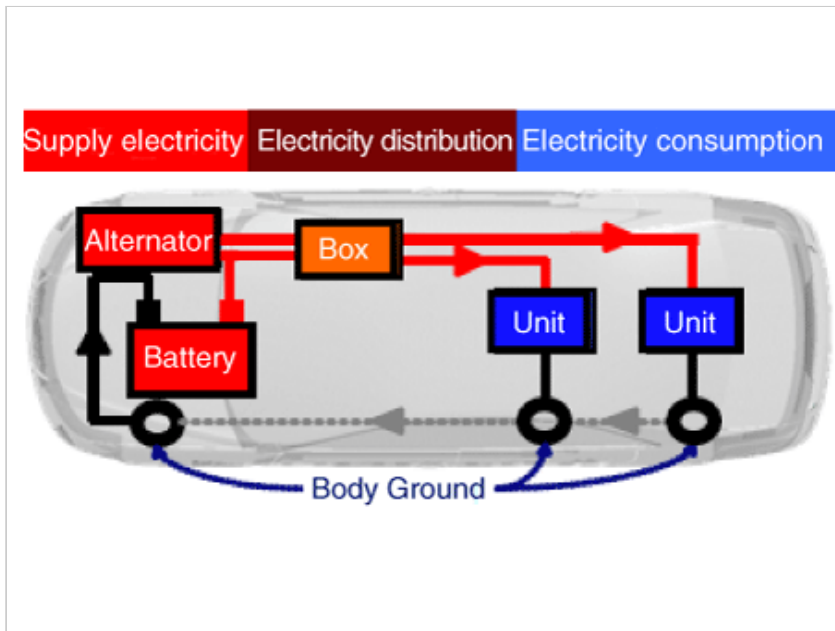 Supply electricity
Electricity distribution
Electricity consumption
Alternator
Box
Battery
Unit
Unit
Body Ground